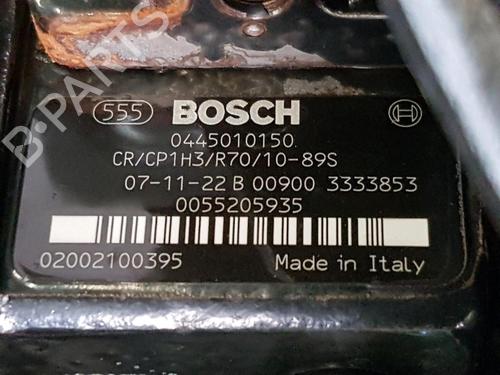 555 BOSCH
0445010150
CR/CP1H3/R70/10-89S
07-11-22 B 00900 3333853
0055205935
02002100395 Made in Italy
B-PARTS